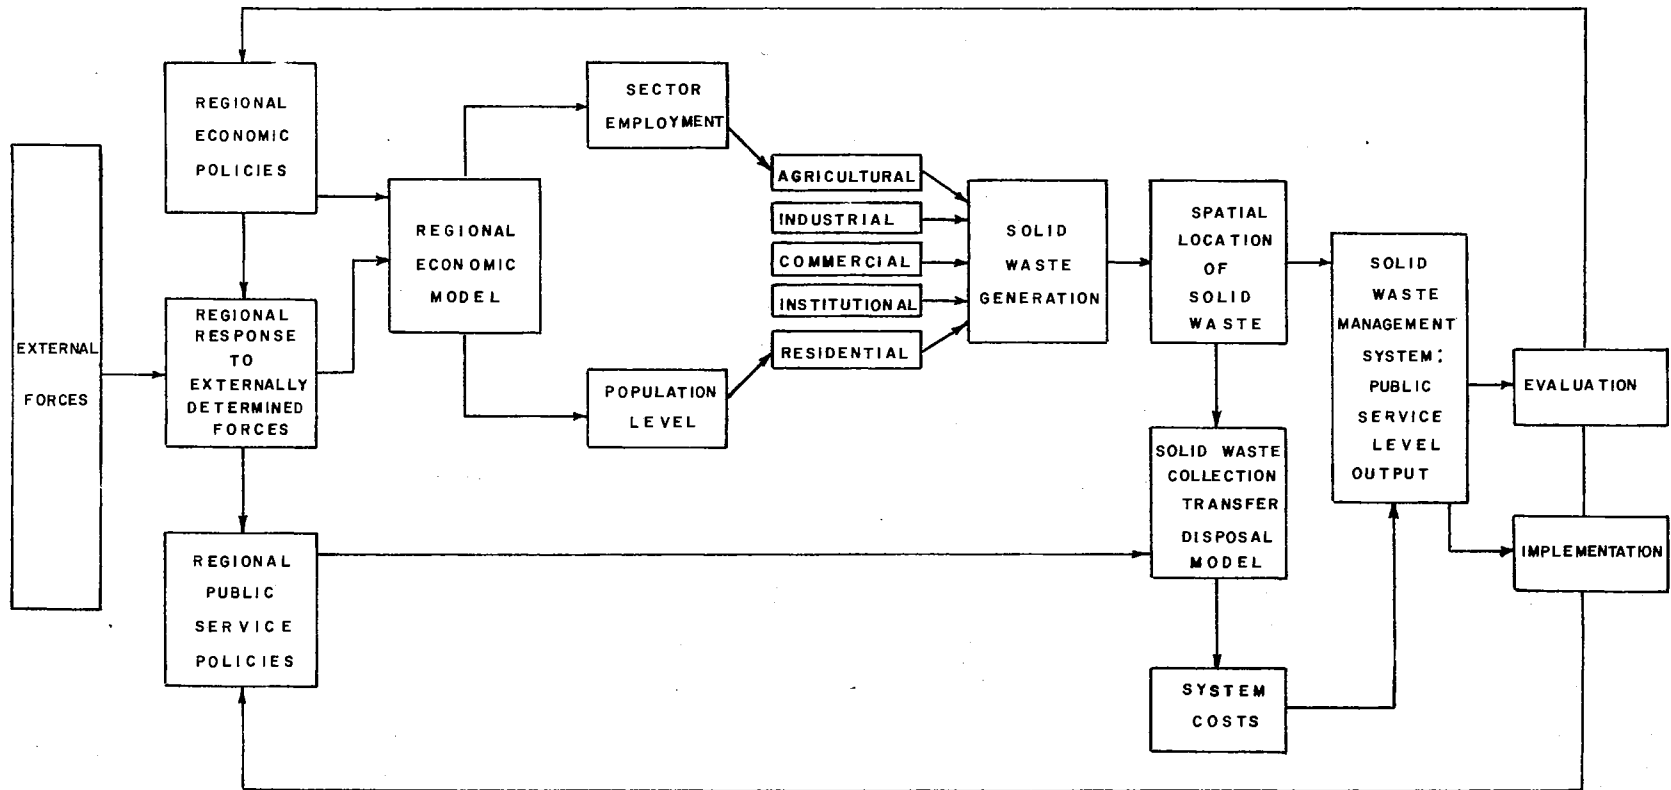 EXTERNAL
FORCES
REGIONAL
ECONOMIC
POLICIES
REGIONAL
RESPONSE
TO
EXTERNALLY
DETERMINED
FORCES
REGIONAL
PUBLIC
SERVICE
POLICIES
REGIONAL
ECONOMIC
MODEL
SECTOR
EMPLOYMENT
POPULATION
LEVEL
AGRICULTURAL
INDUSTRIAL
COMMERCIAL
INSTITUTIONAL
RESIDENTIAL
SOLID
WASTE
GENERATION
SPATIAL
LOCATION
OF
SOLID
WASTE
SOLID WASTE
COLLECTION
TRANSFER
DISPOSAL
MODEL
SYSTEM
COSTS
SOLID
WASTE
MANAGEMENT
SYSTEM:
PUBLIC
SERVICE
LEVEL
OUTPUT
EVALUATION
IMPLEMENTATION